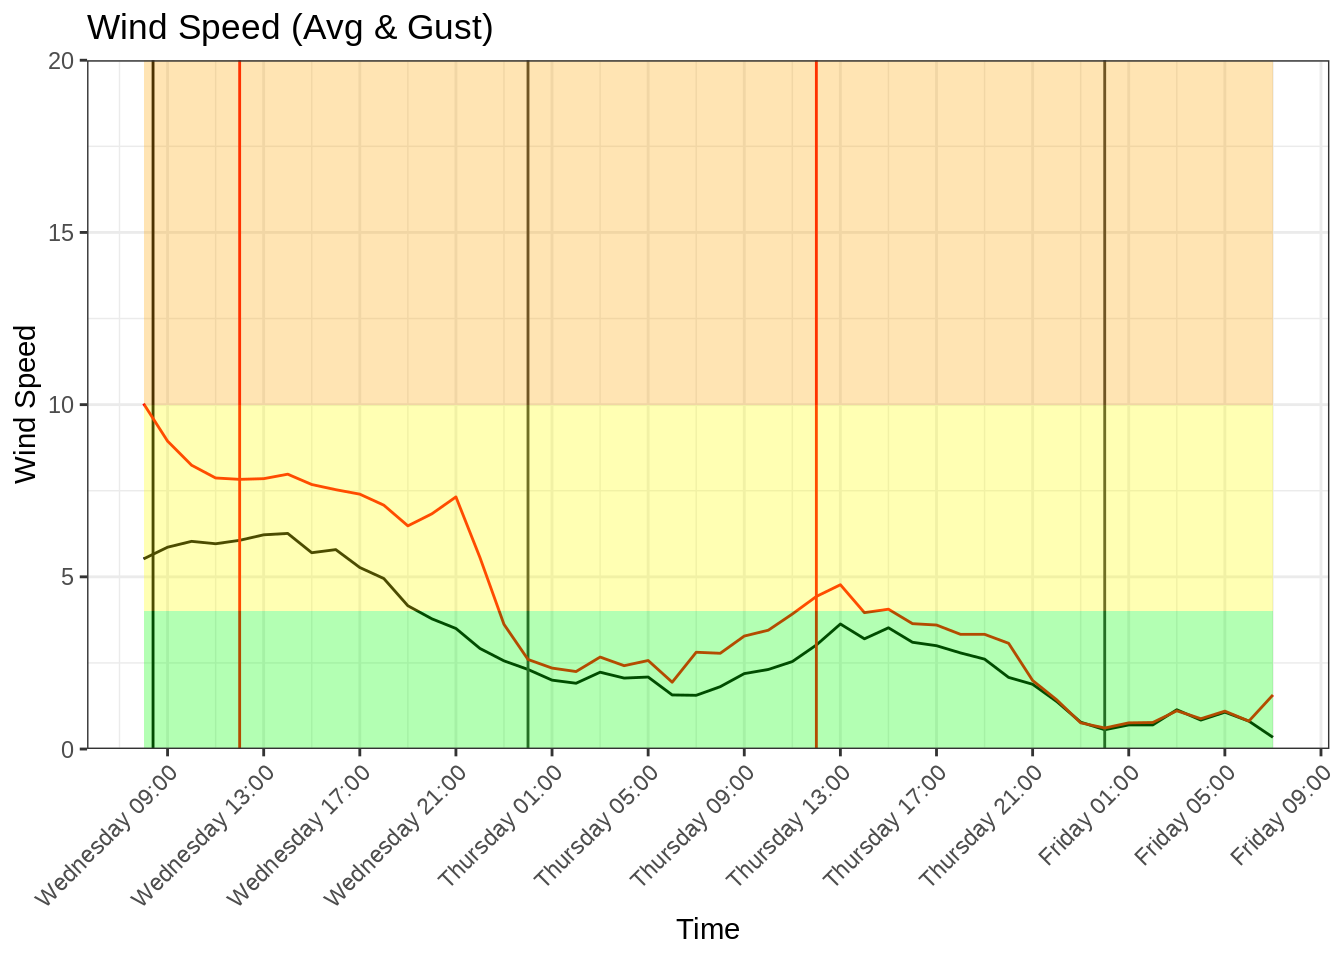 Wind Speed (Avg & Gust)
20
15
10
5
0
Wind Speed
Wednesday 09:00
Wednesday 13:00
Wednesday 17:00
Wednesday 21:00
Thursday 01:00
Thursday 05:00
Thursday 09:00
Thursday 13:00
Thursday 17:00
Thursday 21:00
Friday 01:00
Friday 05:00
Friday 09:00
Time